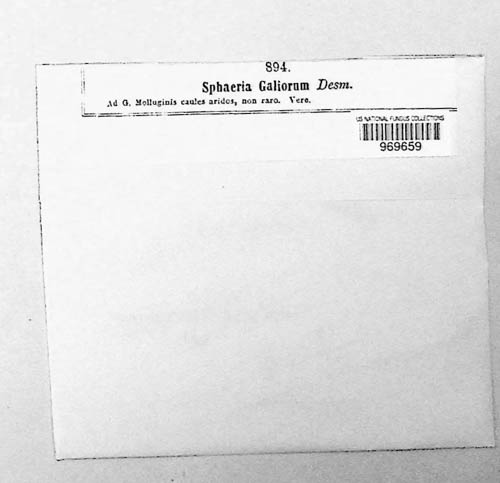 894.
Sphaeria Galiorum Desm.
Ad G. Molluginis caules aridos, non raro. Vere.
US NATIONAL FUNGUS COLLECTIONS
969659